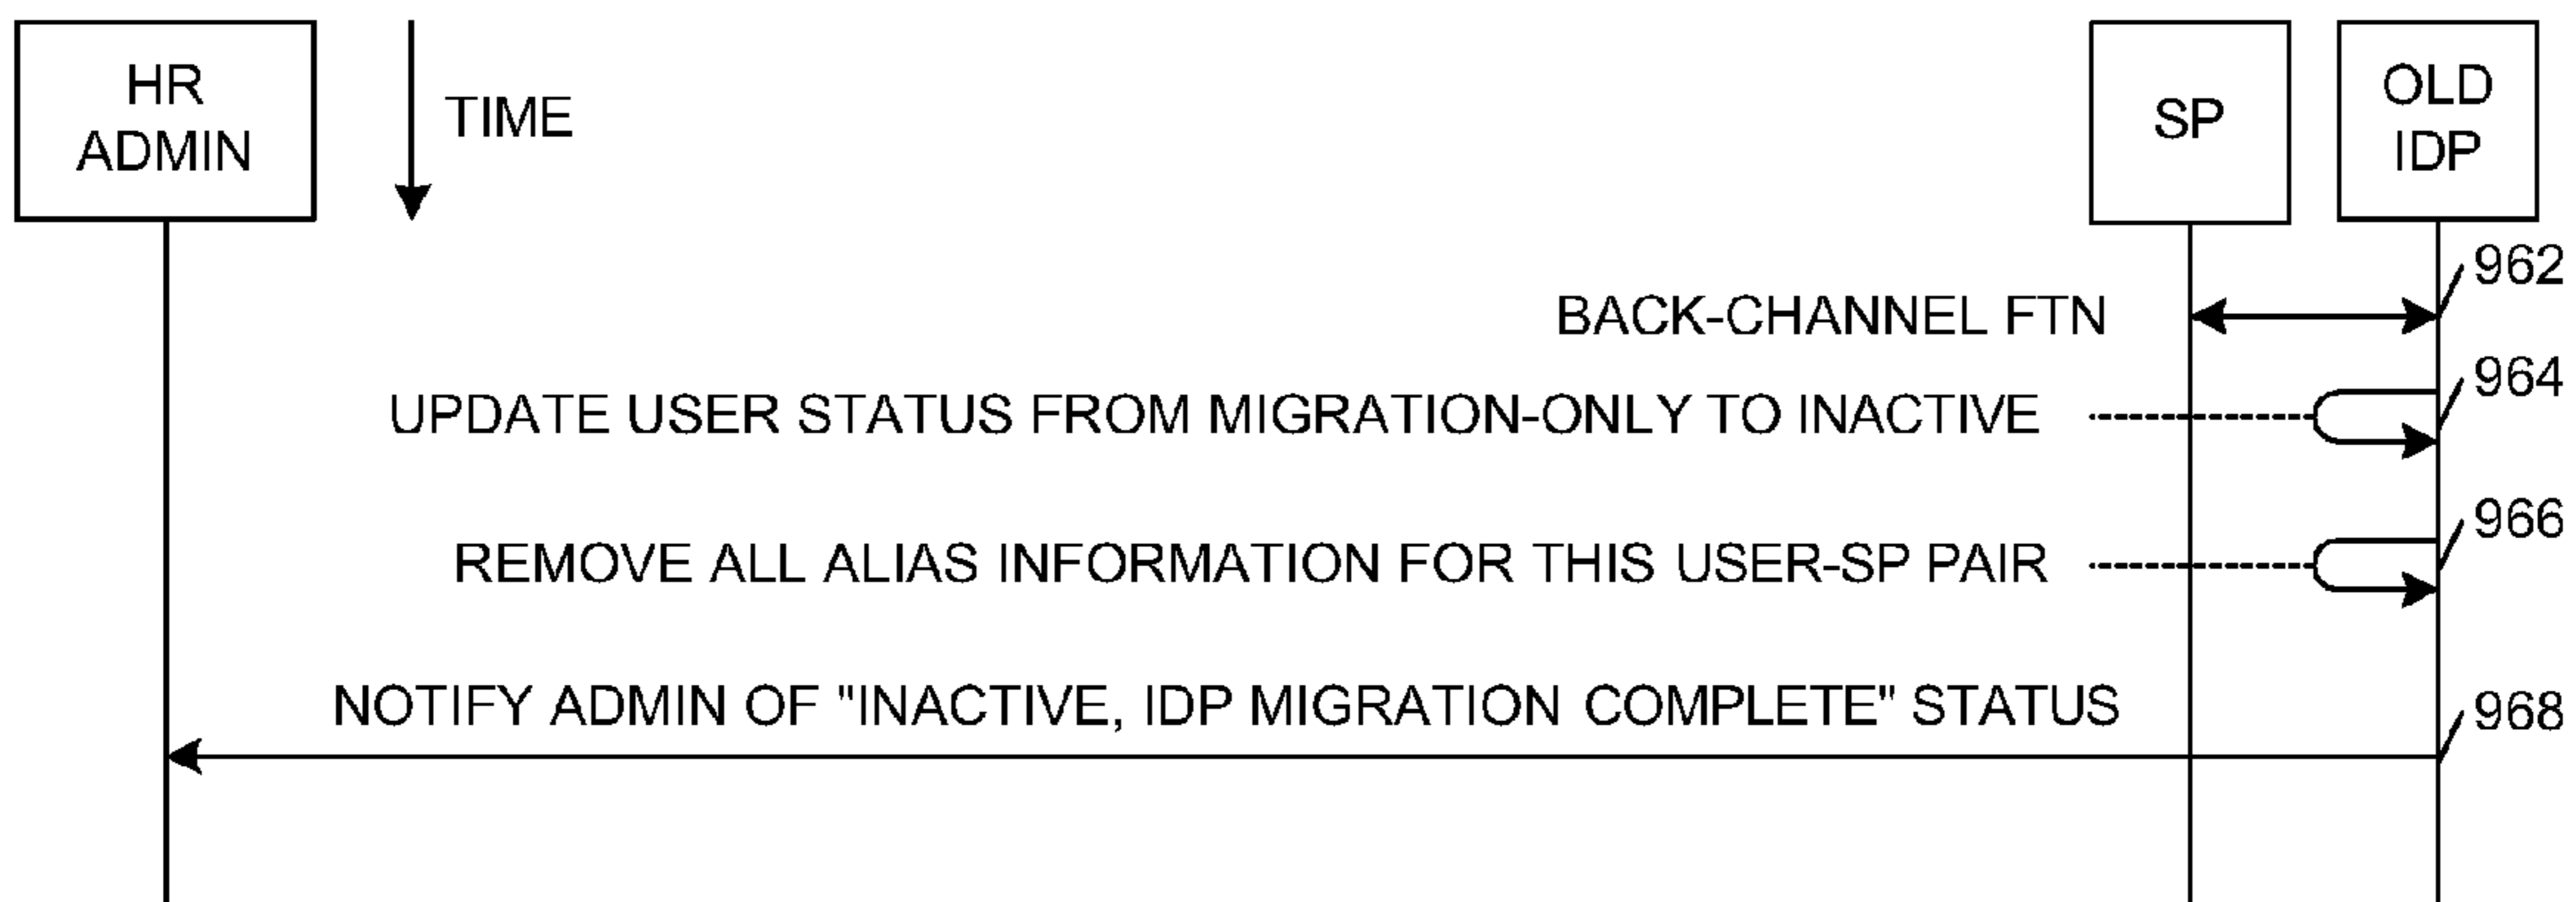 HR
ADMIN
TIME
SP
OLD
IDP
962
BACK-CHANNEL FTN
964
UPDATE USER STATUS FROM MIGRATION-ONLY TO INACTIVE
966
REMOVE ALL ALIAS INFORMATION FOR THIS USER-SP PAIR
NOTIFY ADMIN OF "INACTIVE, IDP MIGRATION COMPLETE" STATUS
968